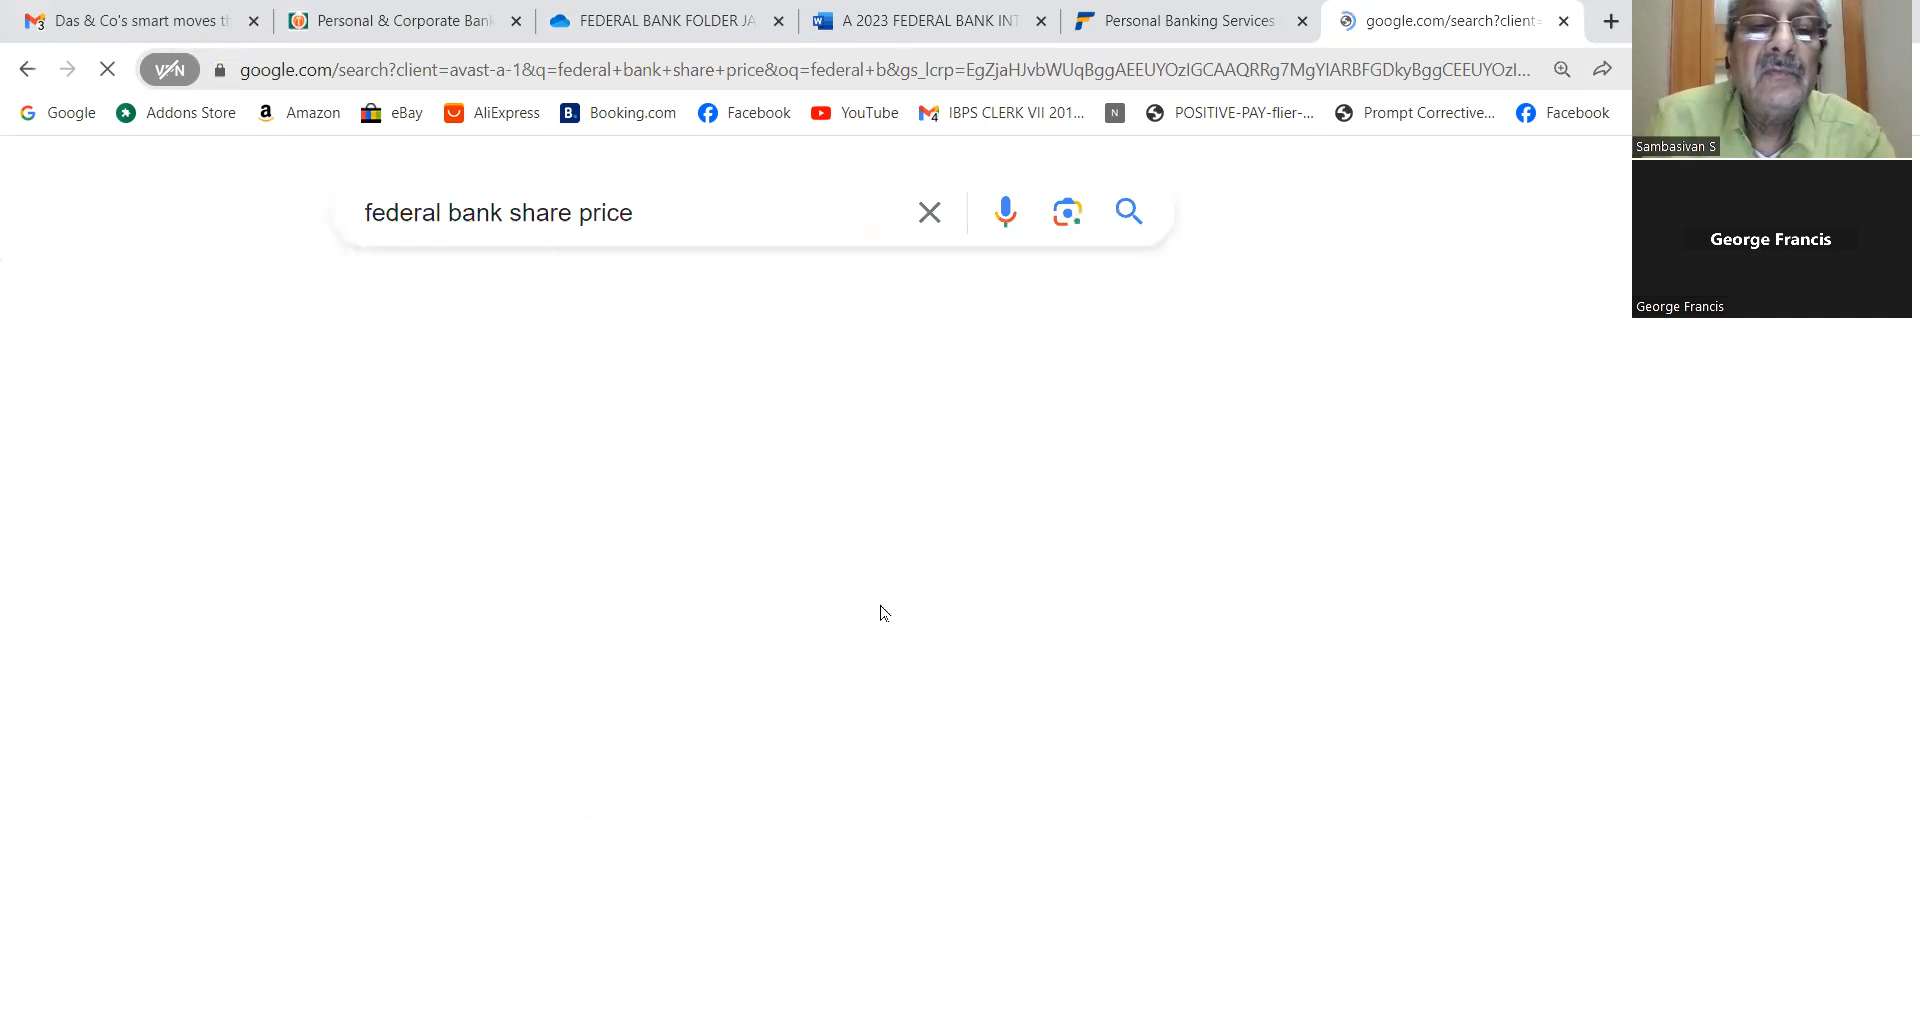 Das & Co's smart moves th
Personal & Corporate Bank
FEDERAL BANK FOLDER JA
A 2023 FEDERAL BANK INT
Personal Banking Services
google.com/search?client=
VPN
google.com/search?client=avast-a-1&q=federal+bank+share+price&oq=federal+b&gs_lcrp=EgZjaHJvbWUqBggAEEUYOzIGCAAQRRg7MgYIARBFGDkyBggCEEUYOzI...
Google
Addons Store
Amazon
eBay
AliExpress
Booking.com
Facebook
YouTube
IBPS CLERK VII 201...
N
POSITIVE-PAY-flier-...
Prompt Corrective...
Facebook
Sambasivan S
federal bank share price
George Francis
George Francis